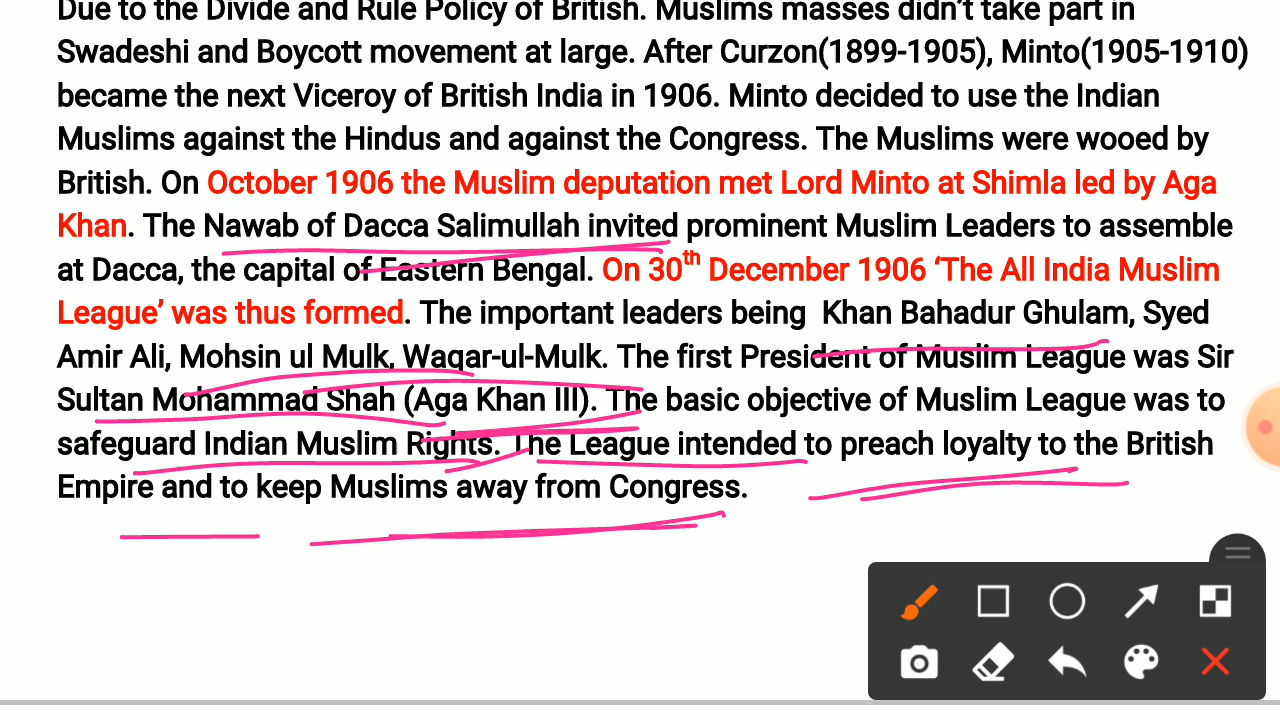 Due to the Divide and Rule Policy of British. Muslims masses didn't take part in
Swadeshi and Boycott movement at large. After Curzon(1899-1905), Minto(1905-1910)
became the next Viceroy of British India in 1906. Minto decided to use the Indian
Muslims against the Hindus and against the Congress. The Muslims were wooed by
British. On October 1906 the Muslim deputation met Lord Minto at Shimla led by Aga
Khan. The Nawab of Dacca Salimullah invited prominent Muslim Leaders to assemble
at Dacca, the capital of Eastern Bengal. On 30th December 1906 ‘The All India Muslim
League’ was thus formed. The important leaders being Khan Bahadur Ghulam, Syed
Amir Ali, Mohsin ul Mulk, Waqar-ul-Mulk. The first President of Muslim League was Sir
Sultan Mohammad Shah (Aga Khan III). The basic objective of Muslim League was to
safeguard Indian Muslim Rights. The League intended to preach loyalty to the British
Empire and to keep Muslims away from Congress.